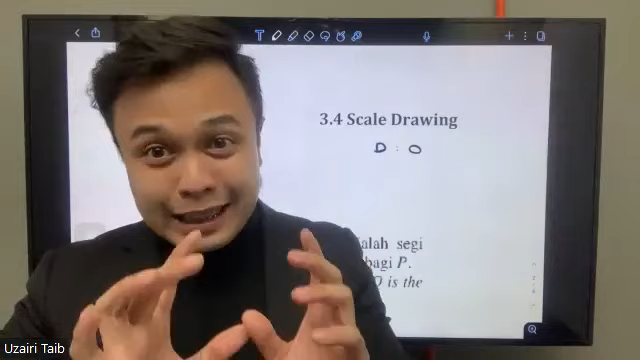 3.4 Scale Drawing
D : O
alah segi
bagi P.
O is the
Uzairi Taib